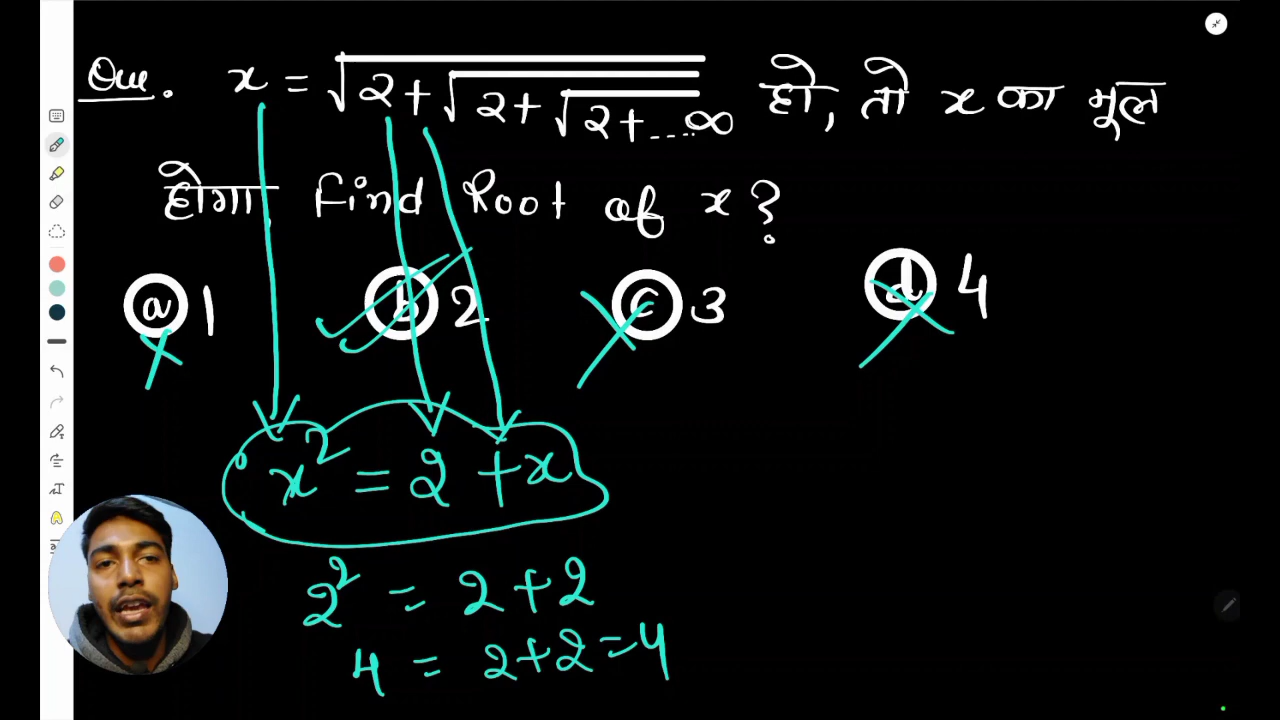 Que. x = √2 + √2 + √2 + ....∞ हो, तो x का मूल
होगा, Find Root of x?
(a) 1 (b) 2 (c) 3 (d) 4
x² = 2 + x
2² = 2 + 2
4 = 2 + 2 = 4